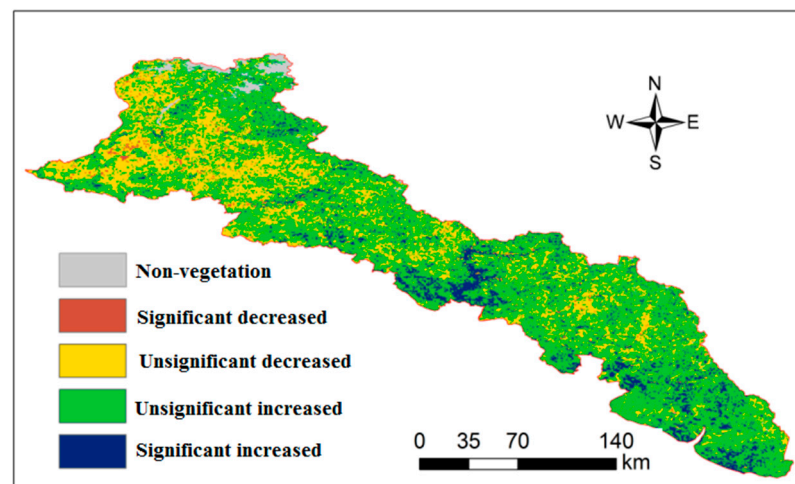 N
W E
S
Non-vegetation
Significant decreased
Unsignificant decreased
Unsignificant increased
Significant increased
0 35 70 140
km